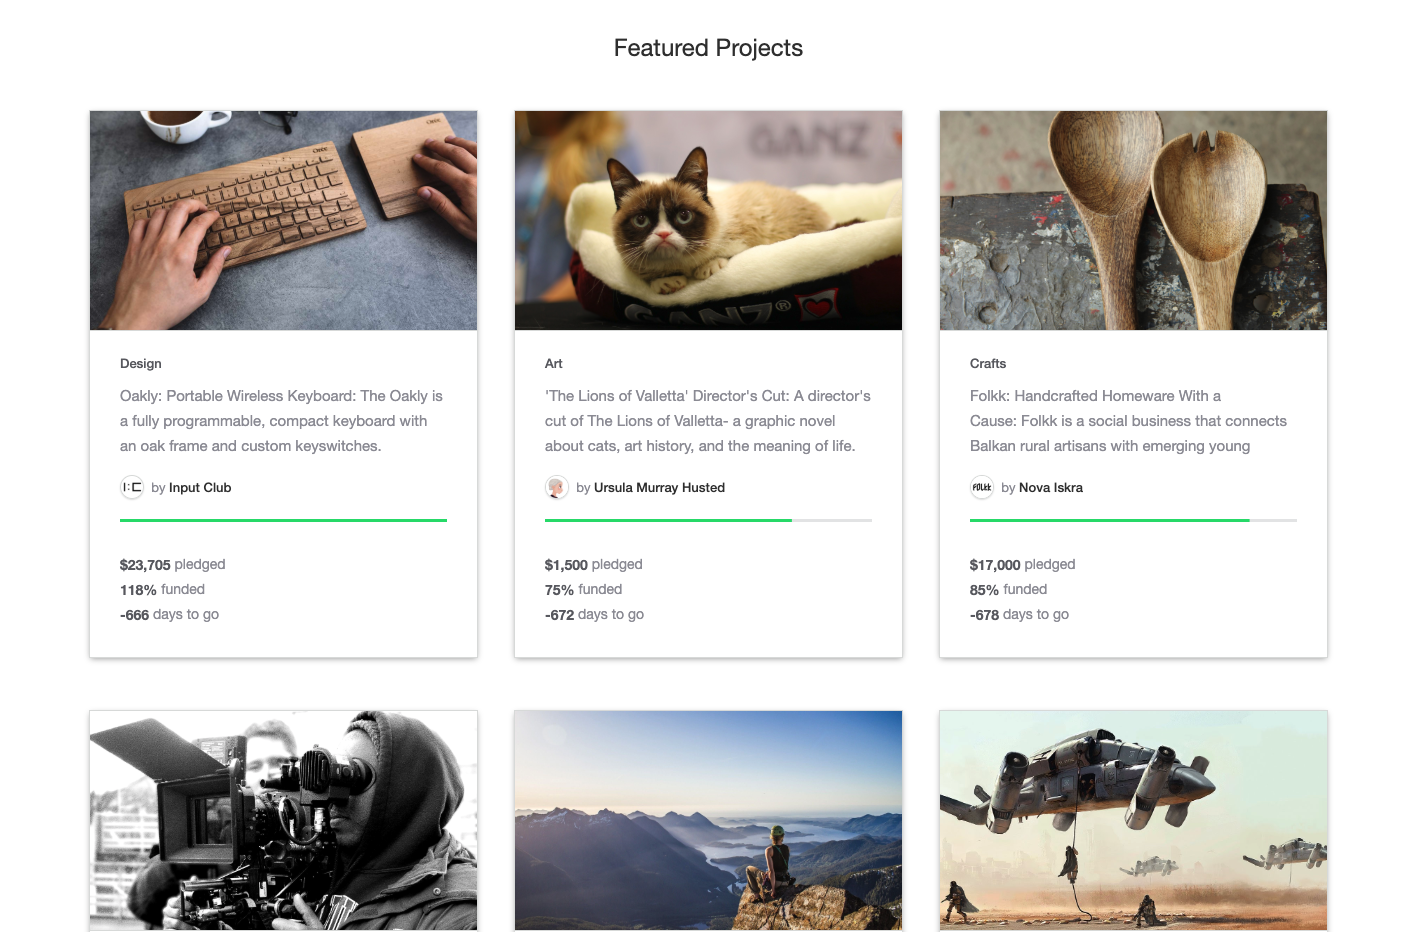 Featured Projects
GANZ
GANZ®
Design
Oakly: Portable Wireless Keyboard: The Oakly is
a fully programmable, compact keyboard with
an oak frame and custom keyswitches.
by Input Club
$23,705 pledged
118% funded
-666 days to go
Art
'The Lions of Valletta' Director's Cut: A director's
cut of The Lions of Valletta- a graphic novel
about cats, art history, and the meaning of life.
by Ursula Murray Husted
$1,500 pledged
75% funded
-672 days to go
Crafts
Folkk: Handcrafted Homeware With a
Cause: Folkk is a social business that connects
Balkan rural artisans with emerging young
FOLKK
by Nova Iskra
$17,000 pledged
85% funded
-678 days to go